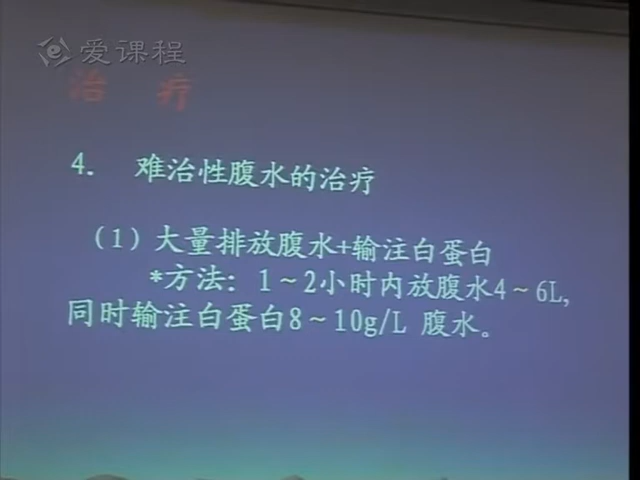 爱课程
治 疗
4. 难治性腹水的治疗
(1)大量排放腹水+输注白蛋白
*方法: 1~2小时内放腹水4~6L,
同时输注白蛋白8~10g/L 腹水。